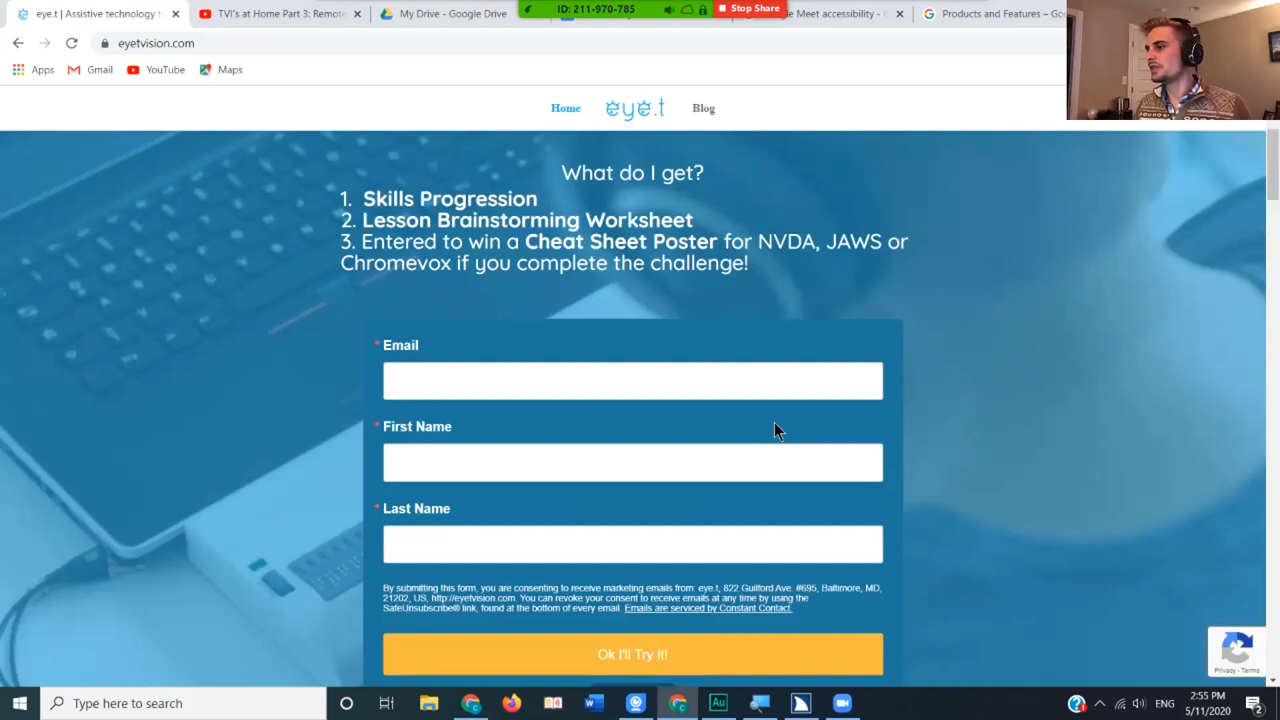 eye.t | Assistive technology t
TVI's at Home Part 3: Remote
My Drive - Google Drive
ID: 211-970-785
Stop Share
Google Meet accessibility - G
Products and Features – Goo
eyetvision.com
Apps
Gmail
YouTube
Maps
Home
eye.t
Blog
What do I get?
1. Skills Progression
2. Lesson Brainstorming Worksheet
3. Entered to win a Cheat Sheet Poster for NVDA, JAWS or
Chromevox if you complete the challenge!
* Email
* First Name
* Last Name
By submitting this form, you are consenting to receive marketing emails from: eye.t, 822 Guilford Ave. #695, Baltimore, MD,
21202, US, http://eyetvision.com. You can revoke your consent to receive emails at any time by using the
SafeUnsubscribe® link, found at the bottom of every email. Emails are serviced by Constant Contact.
Ok I'll Try It!
Privacy - Terms
Type here to search
Au
ENG
2:55 PM
5/11/2020
2